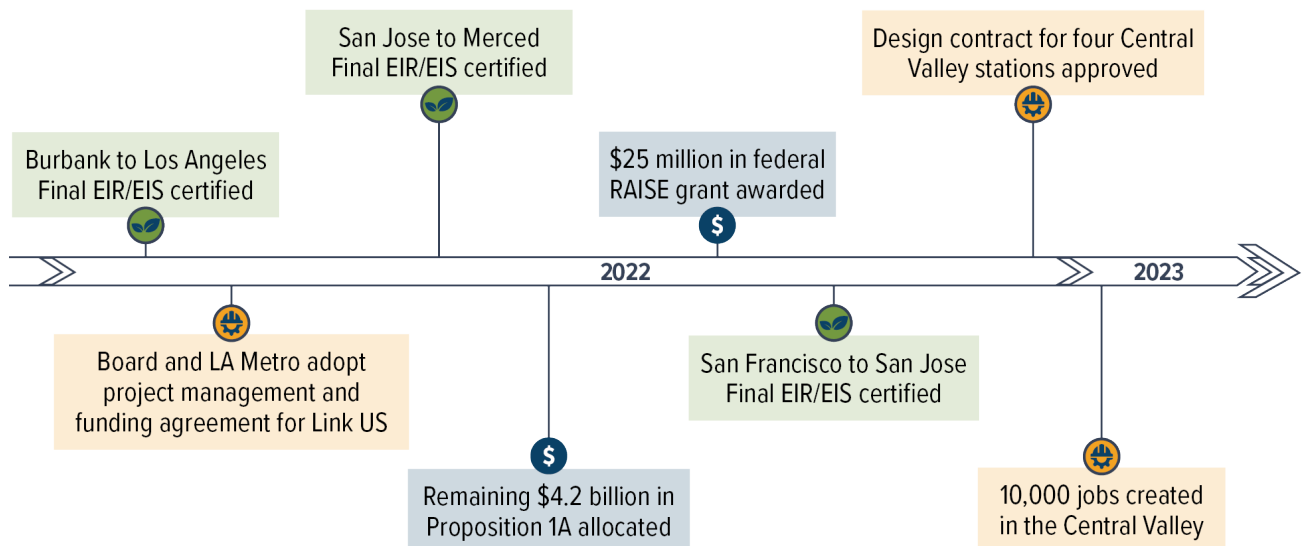 San Jose to Merced
Final EIR/EIS certified
Design contract for four Central
Valley stations approved
Burbank to Los Angeles
Final EIR/EIS certified
$25 million in federal
RAISE grant awarded
$
2022
2023
Board and LA Metro adopt
project management and
funding agreement for Link US
San Francisco to San Jose
Final EIR/EIS certified
$
Remaining $4.2 billion in
Proposition 1A allocated
10,000 jobs created
in the Central Valley